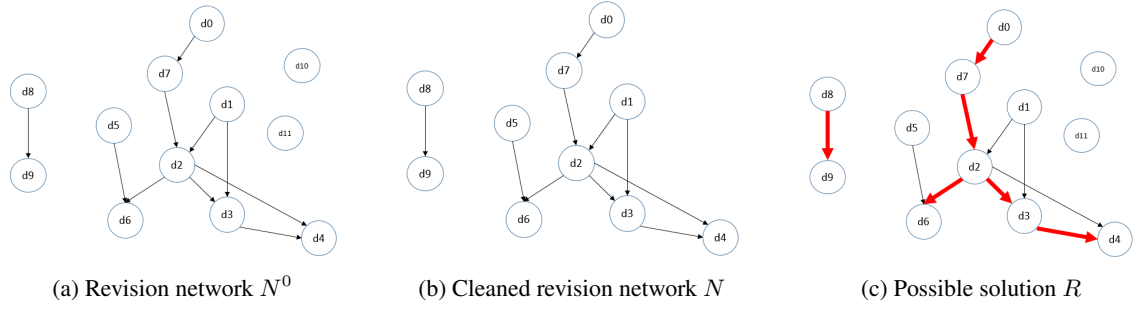 d0
d7
d10
d8
d1
d5
d11
d2
d9
d6
d3
d4
(a) Revision network N⁰
d0
d7
d8
d1
d5
d2
d9
d6
d3
d4
(b) Cleaned revision network N
d0
d7
d10
d8
d1
d5
d11
d2
d9
d6
d3
d4
(c) Possible solution R